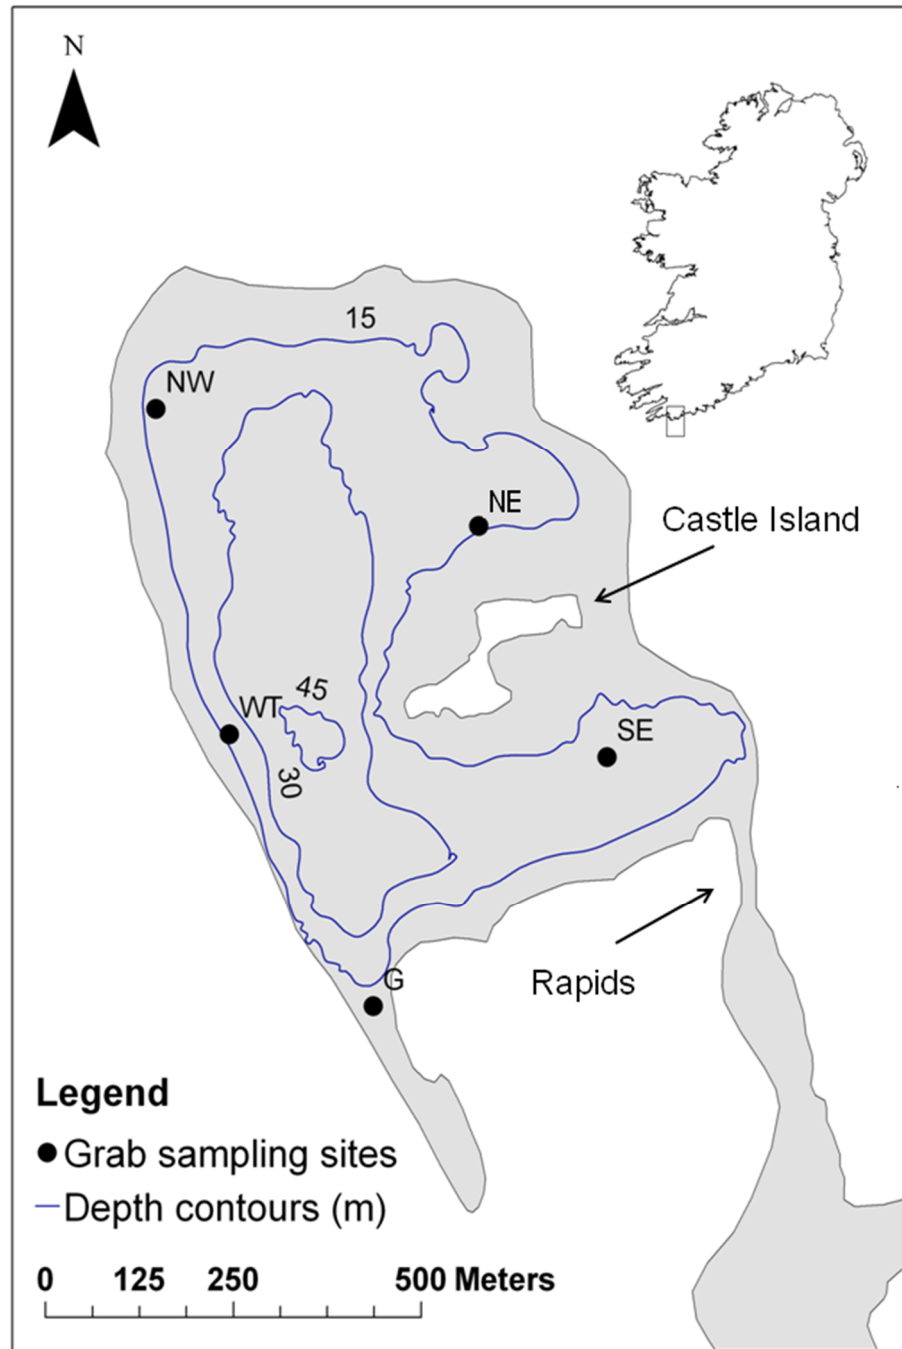 N
15
NW
NE
Castle Island
45
WT
SE
30
Rapids
G
Legend
Grab sampling sites
Depth contours (m)
0 125 250 500 Meters